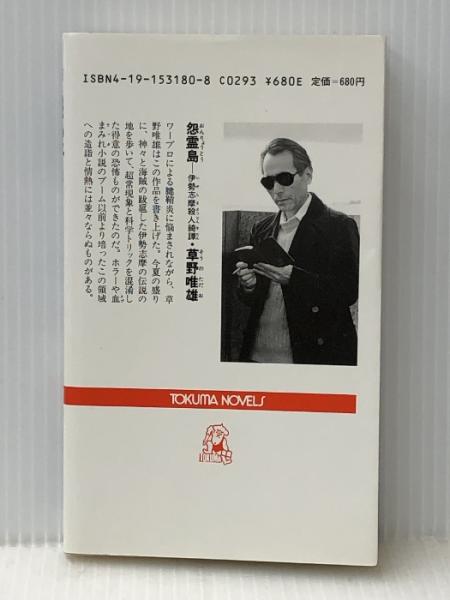 ISBN4-19-153180-8 C0293 ¥680E 定価=680円
怨霊島―伊勢志摩殺人綺譚・草野唯雄
ワープロによる腱鞘炎に悩まされながら、草
野唯雄はこの作品を書き上げた。今夏の盛り
に、神々と海賊の跋扈した伊勢志摩の伝説の
地を歩いて、超常現象と科学トリックを混淆し
た得意の恐怖ものができたのだ。ホラーや血
まみれ小説のブーム以前より培ったこの領域
への造詣と情熱には並々ならぬものがある。
TOKUMA NOVELS